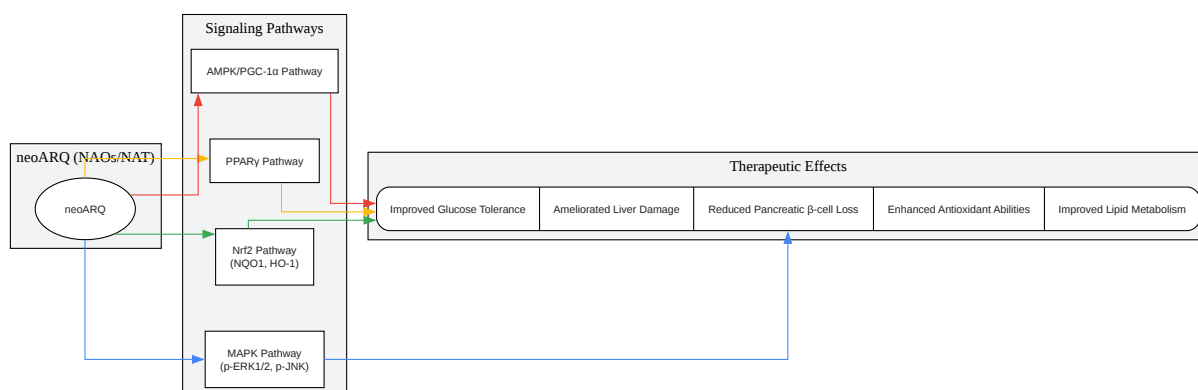 Signaling Pathways
AMPK/PGC-1α Pathway
neoARQ (NAOs/NAT)
neoARQ
PPARγ Pathway
Nrf2 Pathway
(NQO1, HO-1)
MAPK Pathway
(p-ERK1/2, p-JNK)
Therapeutic Effects
Improved Glucose Tolerance
Ameliorated Liver Damage
Reduced Pancreatic β-cell Loss
Enhanced Antioxidant Abilities
Improved Lipid Metabolism